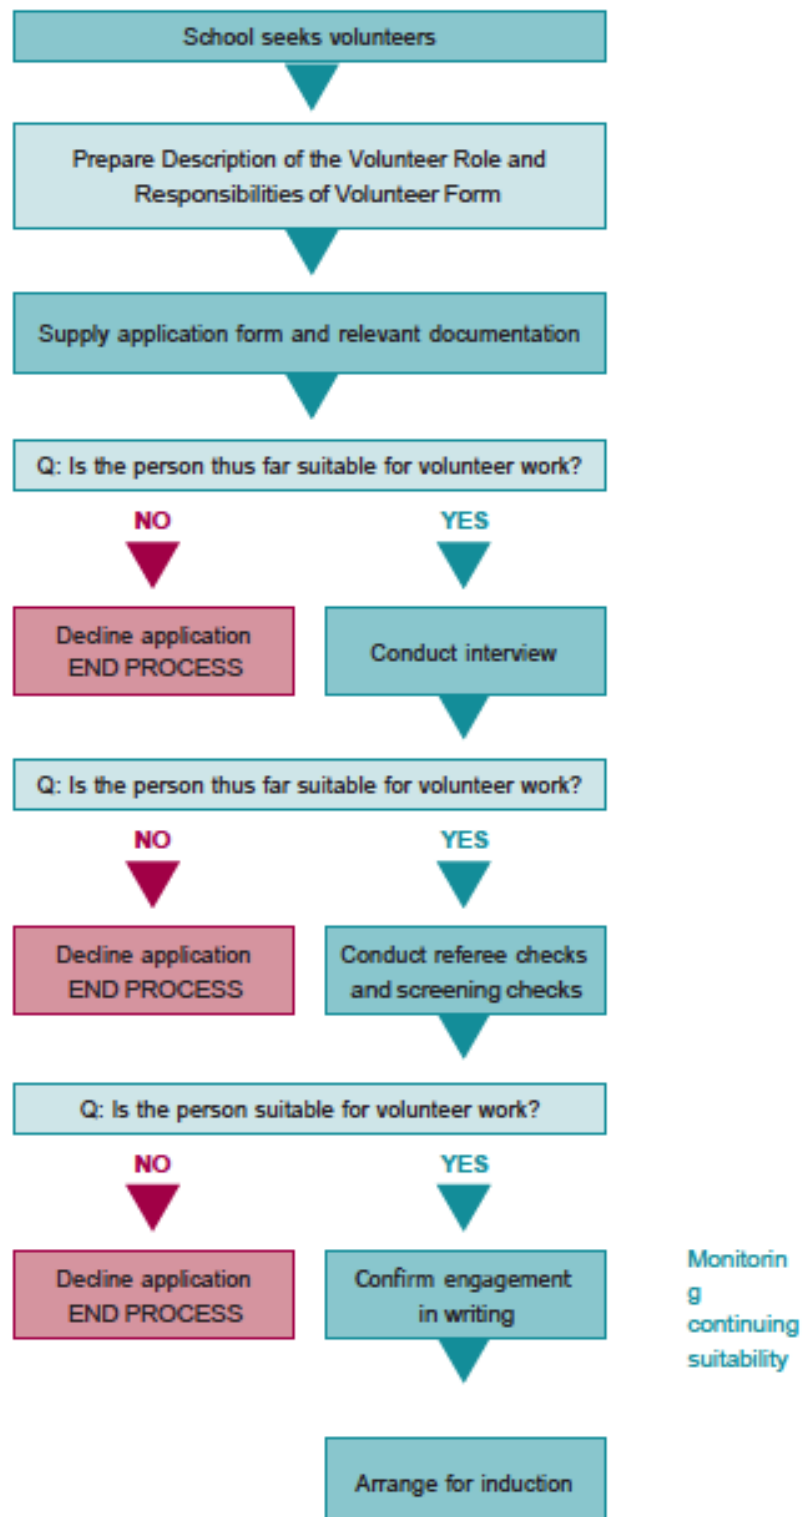 School seeks volunteers
Prepare Description of the Volunteer Role and
Responsibilities of Volunteer Form
Supply application form and relevant documentation
Q: Is the person thus far suitable for volunteer work?
NO
YES
Decline application
END PROCESS
Conduct interview
Q: Is the person thus far suitable for volunteer work?
NO
YES
Decline application
END PROCESS
Conduct referee checks
and screening checks
Q: Is the person suitable for volunteer work?
NO
YES
Decline application
END PROCESS
Confirm engagement
in writing
Monitorin
g
continuing
suitability
Arrange for induction